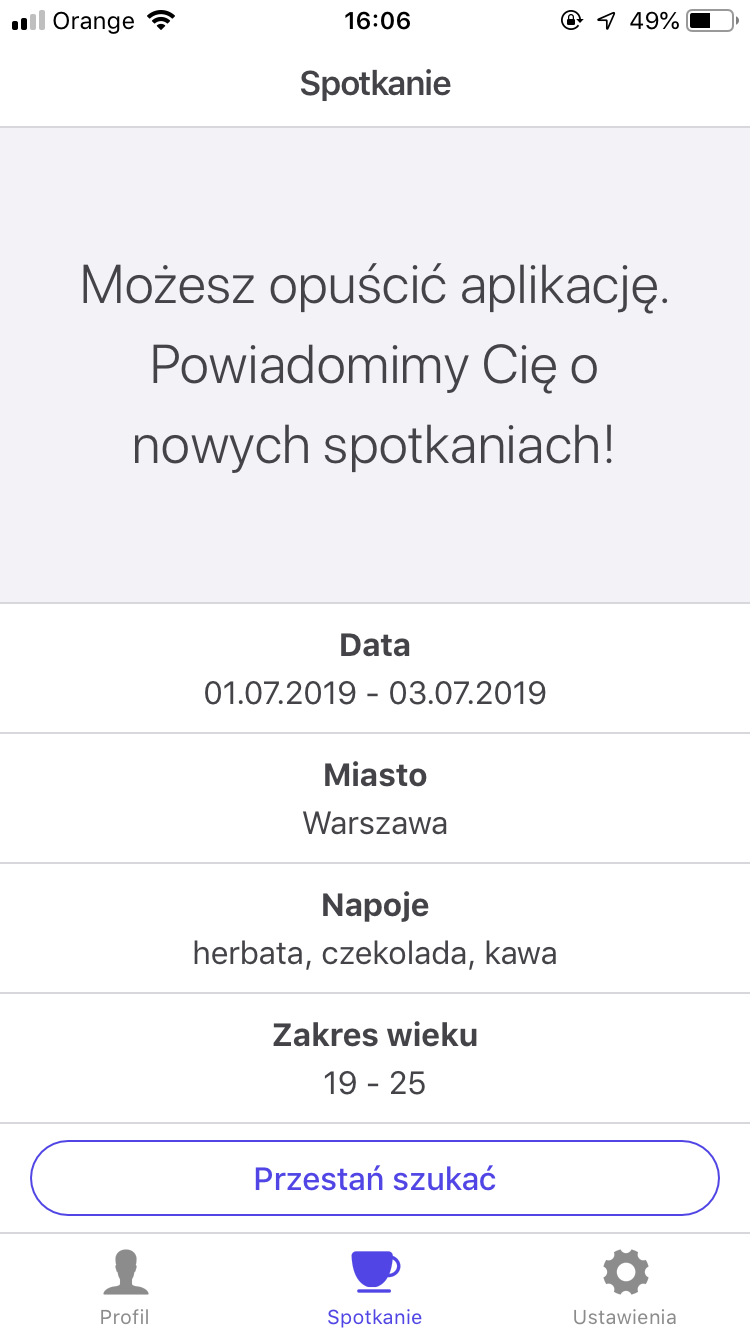 Orange 16:06 49%
Spotkanie
Możesz opuścić aplikację.
Powiadomimy Cię o
nowych spotkaniach!
Data
01.07.2019 - 03.07.2019
Miasto
Warszawa
Napoje
herbata, czekolada, kawa
Zakres wieku
19 - 25
Przestań szukać
Profil Spotkanie Ustawienia